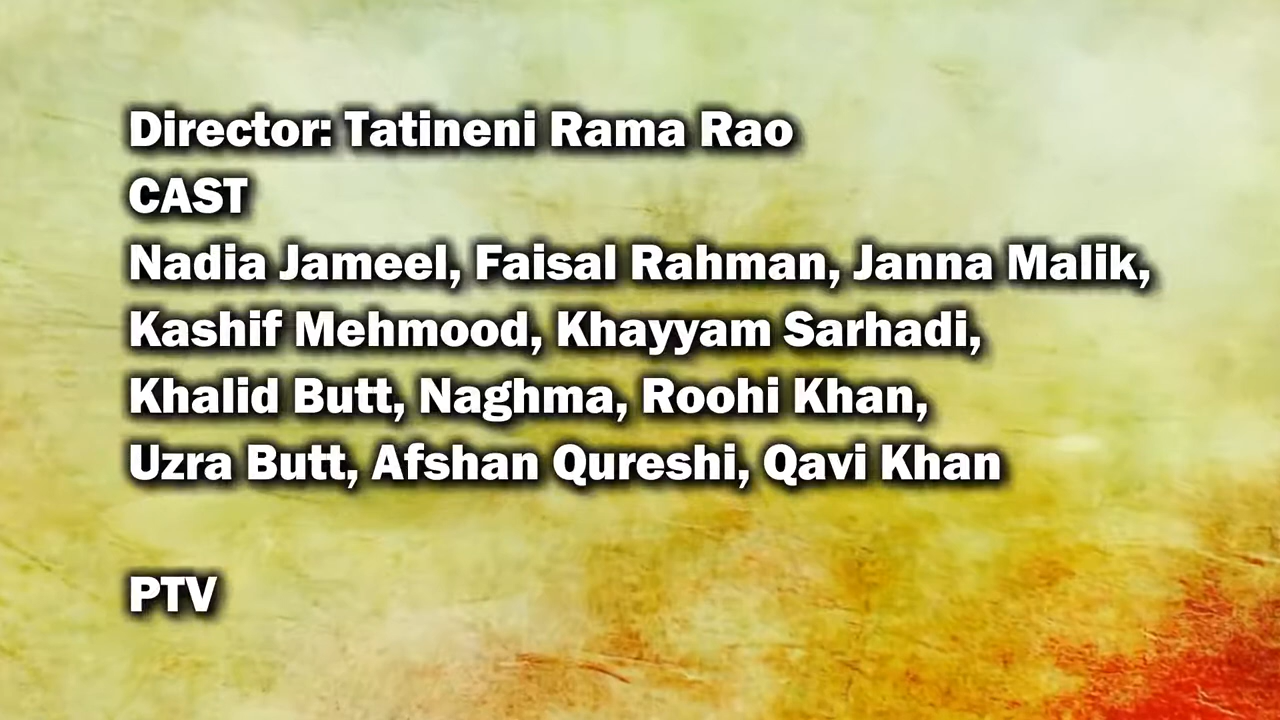 Director: Tatineni Rama Rao
CAST
Nadia Jameel, Faisal Rahman, Janna Malik,
Kashif Mehmood, Khayyam Sarhadi,
Khalid Butt, Naghma, Roohi Khan,
Uzra Butt, Afshan Qureshi, Qavi Khan
PTV